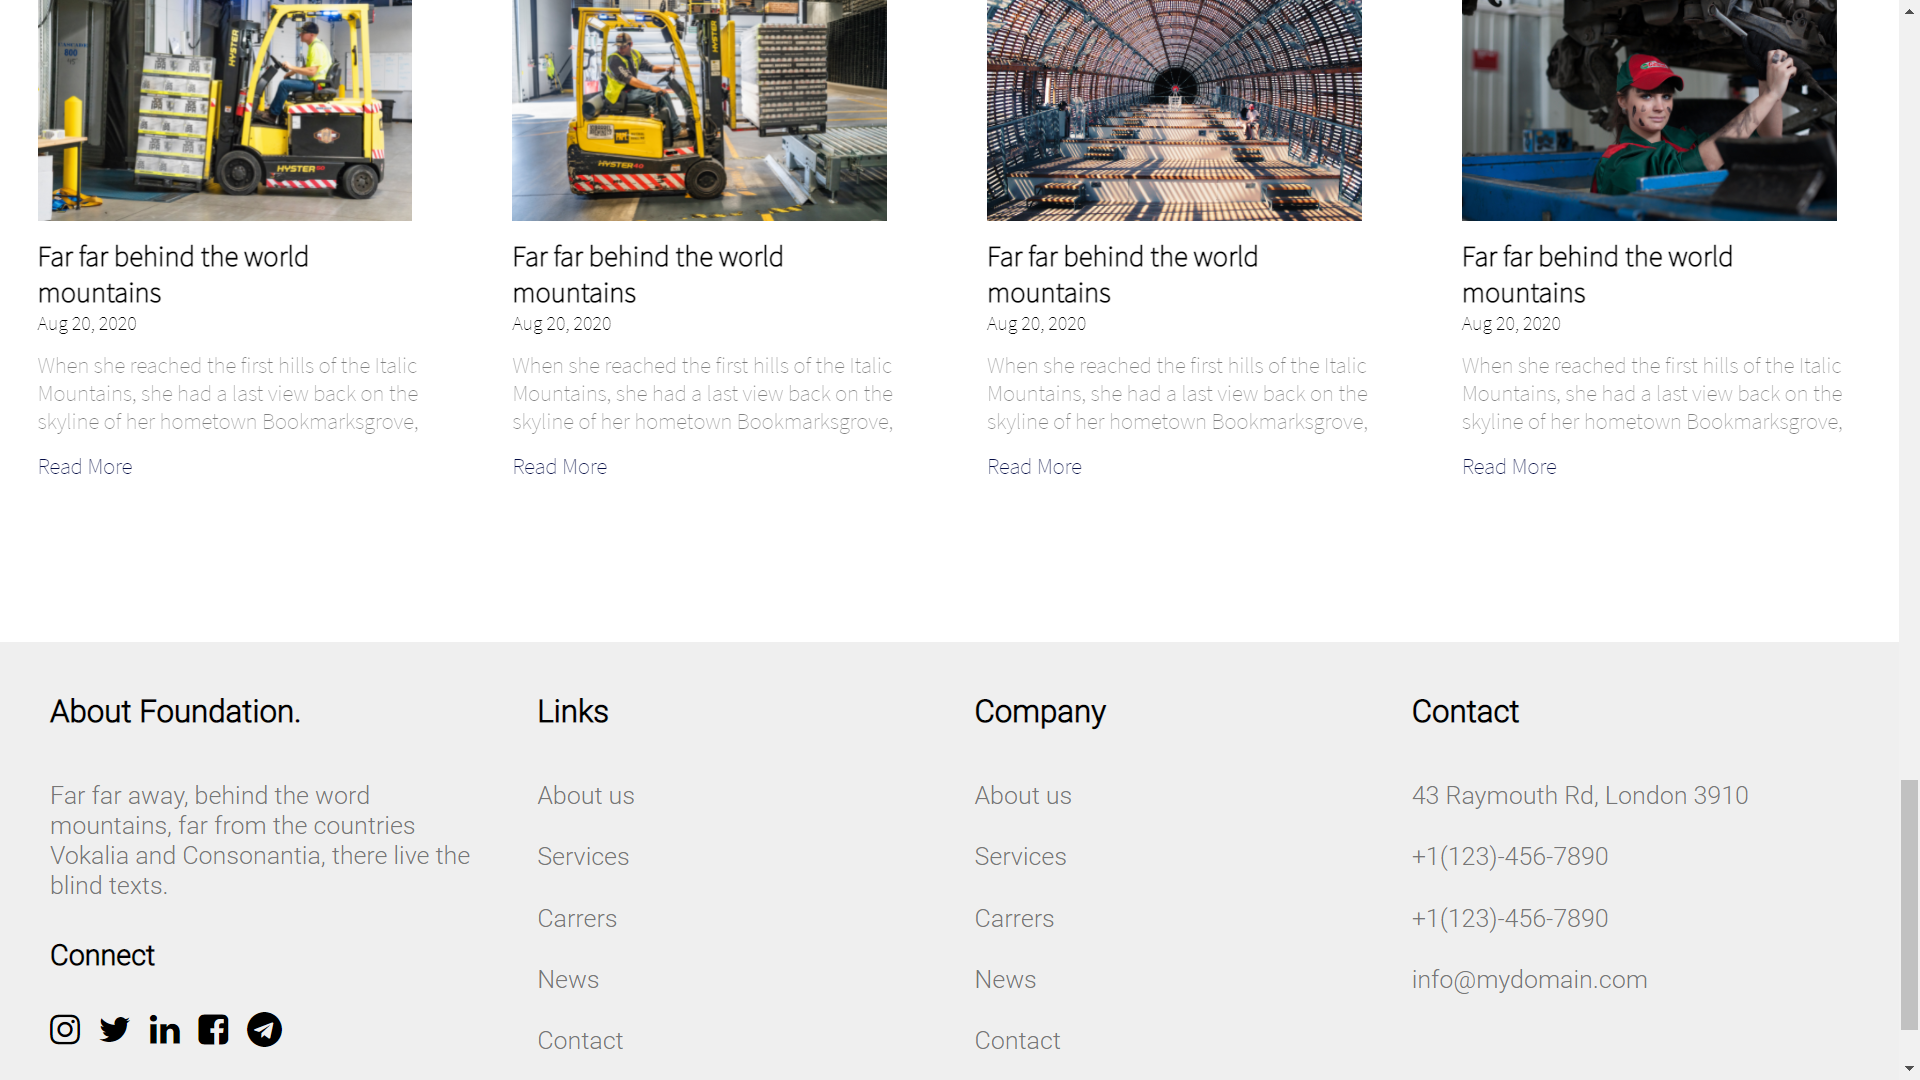 HYSTER
HYSTER
HYSTER
HYSTER 40
Far far behind the world
mountains
Aug 20, 2020
When she reached the first hills of the Italic
Mountains, she had a last view back on the
skyline of her hometown Bookmarksgrove,
Read More
Far far behind the world
mountains
Aug 20, 2020
When she reached the first hills of the Italic
Mountains, she had a last view back on the
skyline of her hometown Bookmarksgrove,
Read More
Far far behind the world
mountains
Aug 20, 2020
When she reached the first hills of the Italic
Mountains, she had a last view back on the
skyline of her hometown Bookmarksgrove,
Read More
Far far behind the world
mountains
Aug 20, 2020
When she reached the first hills of the Italic
Mountains, she had a last view back on the
skyline of her hometown Bookmarksgrove,
Read More
About Foundation.
Far far away, behind the word
mountains, far from the countries
Vokalia and Consonantia, there live the
blind texts.
Connect
Links
About us
Services
Carrers
News
Contact
Company
About us
Services
Carrers
News
Contact
Contact
43 Raymouth Rd, London 3910
+1(123)-456-7890
+1(123)-456-7890
info@mydomain.com